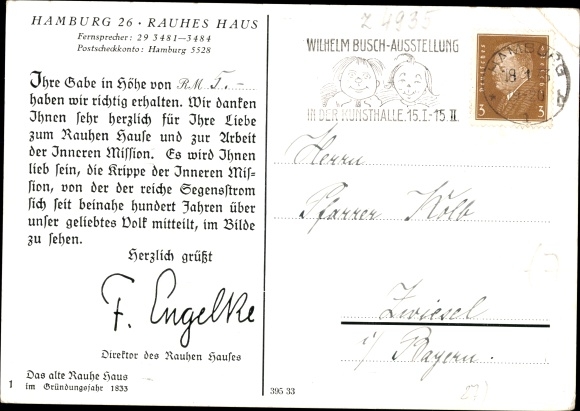 HAMBURG 26 · RAUHES HAUS
Fernsprecher: 29 3481—3484
Postscheckkonto: Hamburg 5528
Ihre Gabe in Höhe von RM 5.-
haben wir richtig erhalten. Wir danken
Ihnen sehr herzlich für Ihre Liebe
zum Rauhen Hause und zur Arbeit
der Inneren Mission. Es wird Ihnen
lieb sein, die Krippe der Inneren Mis-
sion, von der der reiche Segensstrom
sich seit beinahe hundert Jahren über
unser geliebtes Volk mitteilt, im Bilde
zu sehen.
Herzlich grüßt
F. Engelke
Direktor des Rauhen Hauses
Das alte Rauhe Haus
1 im Gründungsjahr 1833
395 33
Z 4935
WILHELM BUSCH-AUSSTELLUNG
IN DER KUNSTHALLE, 15.I.-15.II.
HAMBURG
3 3
Herrn
Pfarrer Kolb
Zwiesel
i/ Bayern.